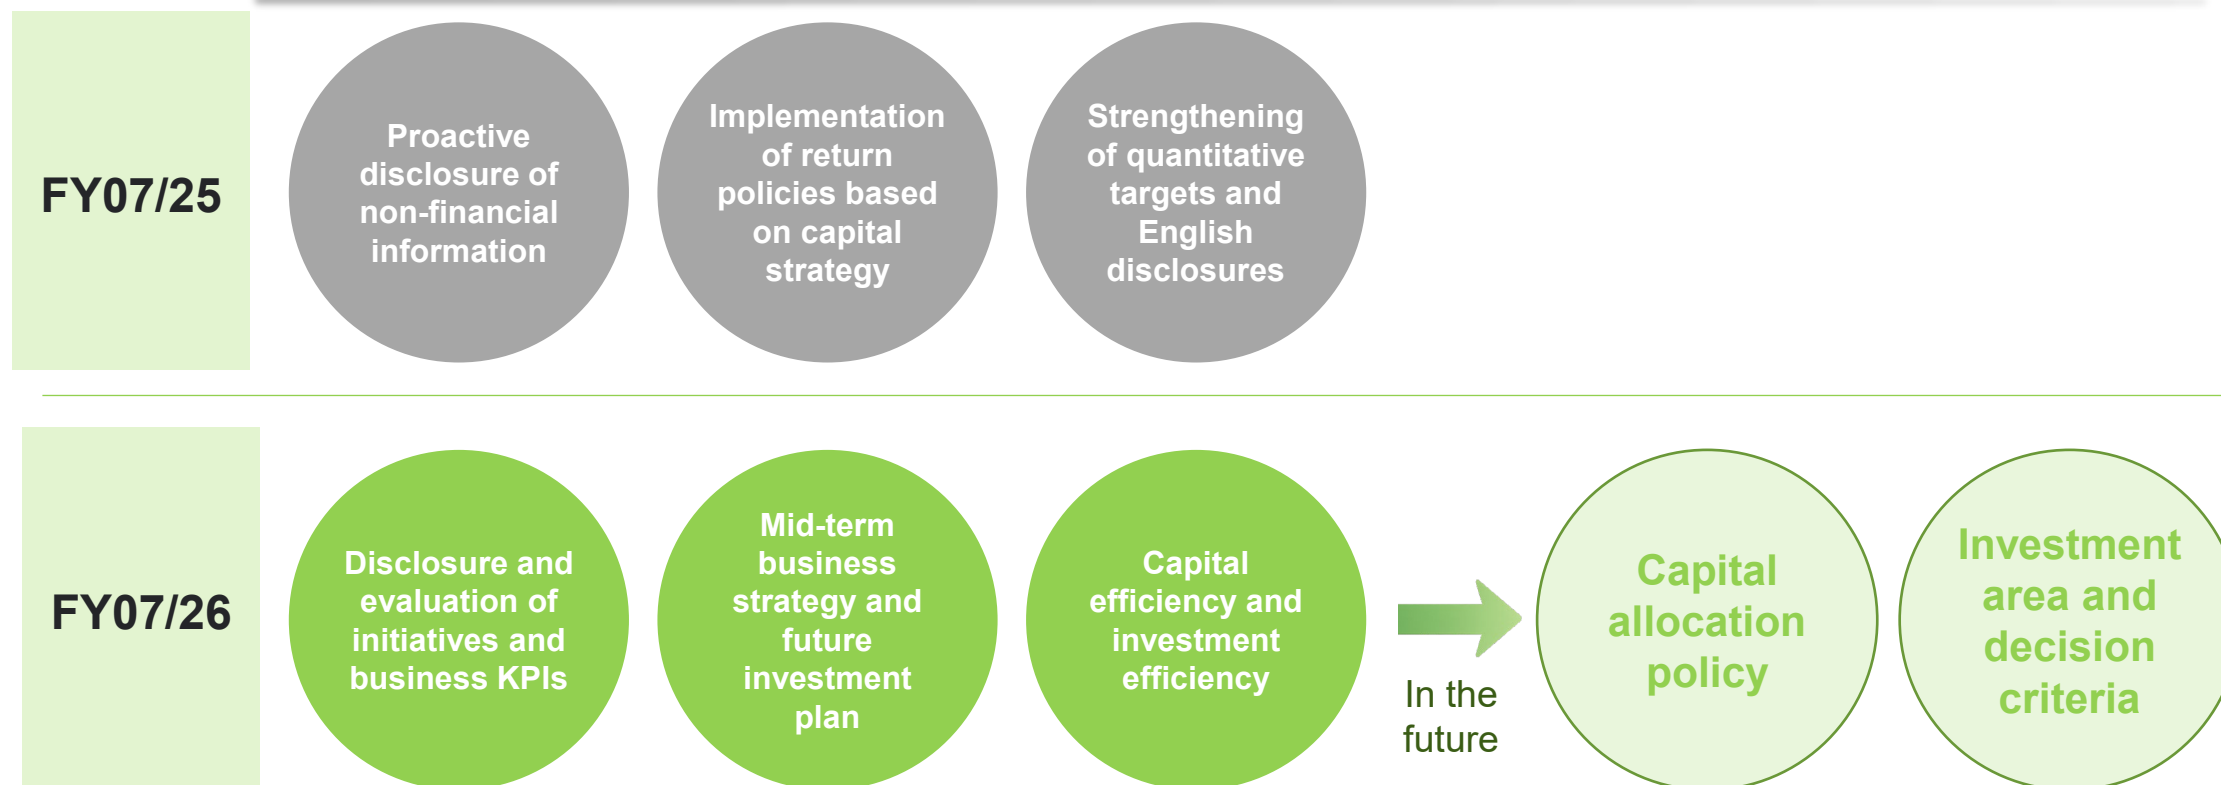 FY07/25
Proactive
disclosure of
non-financial
information
Implementation
of return
policies based
on capital
strategy
Strengthening
of quantitative
targets and
English
disclosures
FY07/26
Disclosure and
evaluation of
initiatives and
business KPIs
Mid-term
business
strategy and
future
investment
plan
Capital
efficiency and
investment
efficiency
In the
future
Capital
allocation
policy
Investment
area and
decision
criteria